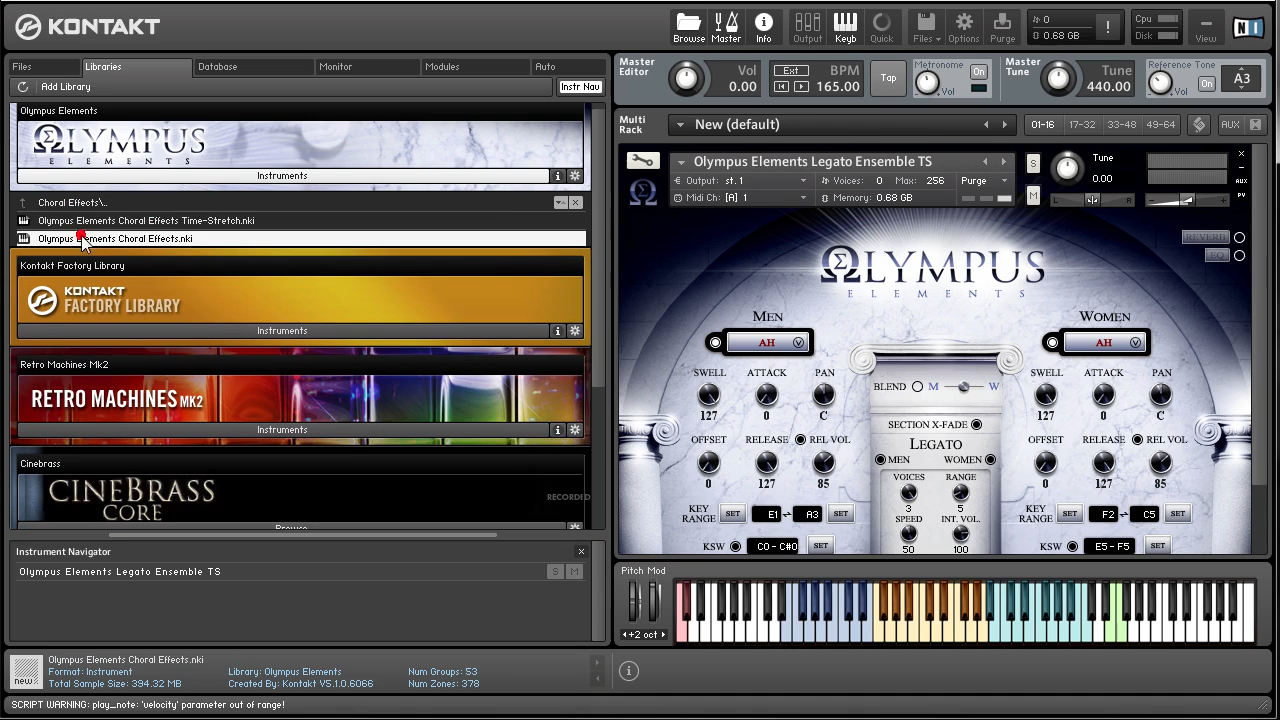 KONTAKT
Browse Master Info Output Keyb Quick Files Options Purge
0
0.68 GB
!
Cpu
Disk
View
NI
Files Libraries Database Monitor Modules Auto
Add Library Instr Nav
Olympus Elements
OLYMPUS
ELEMENTS
Instruments
Choral Effects\..
Olympus Elements Choral Effects Time-Stretch.nki
Olympus Elements Choral Effects.nki
Kontakt Factory Library
KONTAKT
FACTORY LIBRARY
Instruments
Retro Machines Mk2
RETRO MACHINES MK2
Instruments
Cinebrass
CINEBRASS
CORE
RECORDED
Browse
Instrument Navigator
Olympus Elements Legato Ensemble TS S M
Olympus Elements Choral Effects.nki
Format: Instrument Library: Olympus Elements Num Groups: 53
Total Sample Size: 394.32 MB Created By: Kontakt V5.1.0.6066 Num Zones: 378
new
SCRIPT WARNING: play_note: 'velocity' parameter out of range!
Master
Editor
Vol
0.00
Ext
BPM
165.00
Tap
Metronome
On
Vol
Master
Tune
Tune
440.00
Reference Tone
On
Vol
A3
Multi
Rack
New (default)
01-16 17-32 33-48 49-64 AUX
Olympus Elements Legato Ensemble TS
Output: st. 1 Voices: 0 Max: 256 Purge
Midi Ch: [A] 1 Memory: 0.68 GB
S
M
Tune
0.00
L R
AUX
PV
REVERB
EQ
OLYMPUS
ELEMENTS
MEN
AH
SWELL ATTACK PAN
127 0 C
OFFSET RELEASE REL VOL
0 127 85
KEY
RANGE
SET E1 A3 SET
KSW C0 - C#0 SET
BLEND M W
SECTION X-FADE
LEGATO
MEN WOMEN
VOICES RANGE
3 5
SPEED INT. VOL.
50 100
WOMEN
AH
SWELL ATTACK PAN
127 0 C
OFFSET RELEASE REL VOL
0 127 85
KEY
RANGE
SET F2 C5 SET
KSW E5 - F5 SET
Pitch Mod
+2 oct